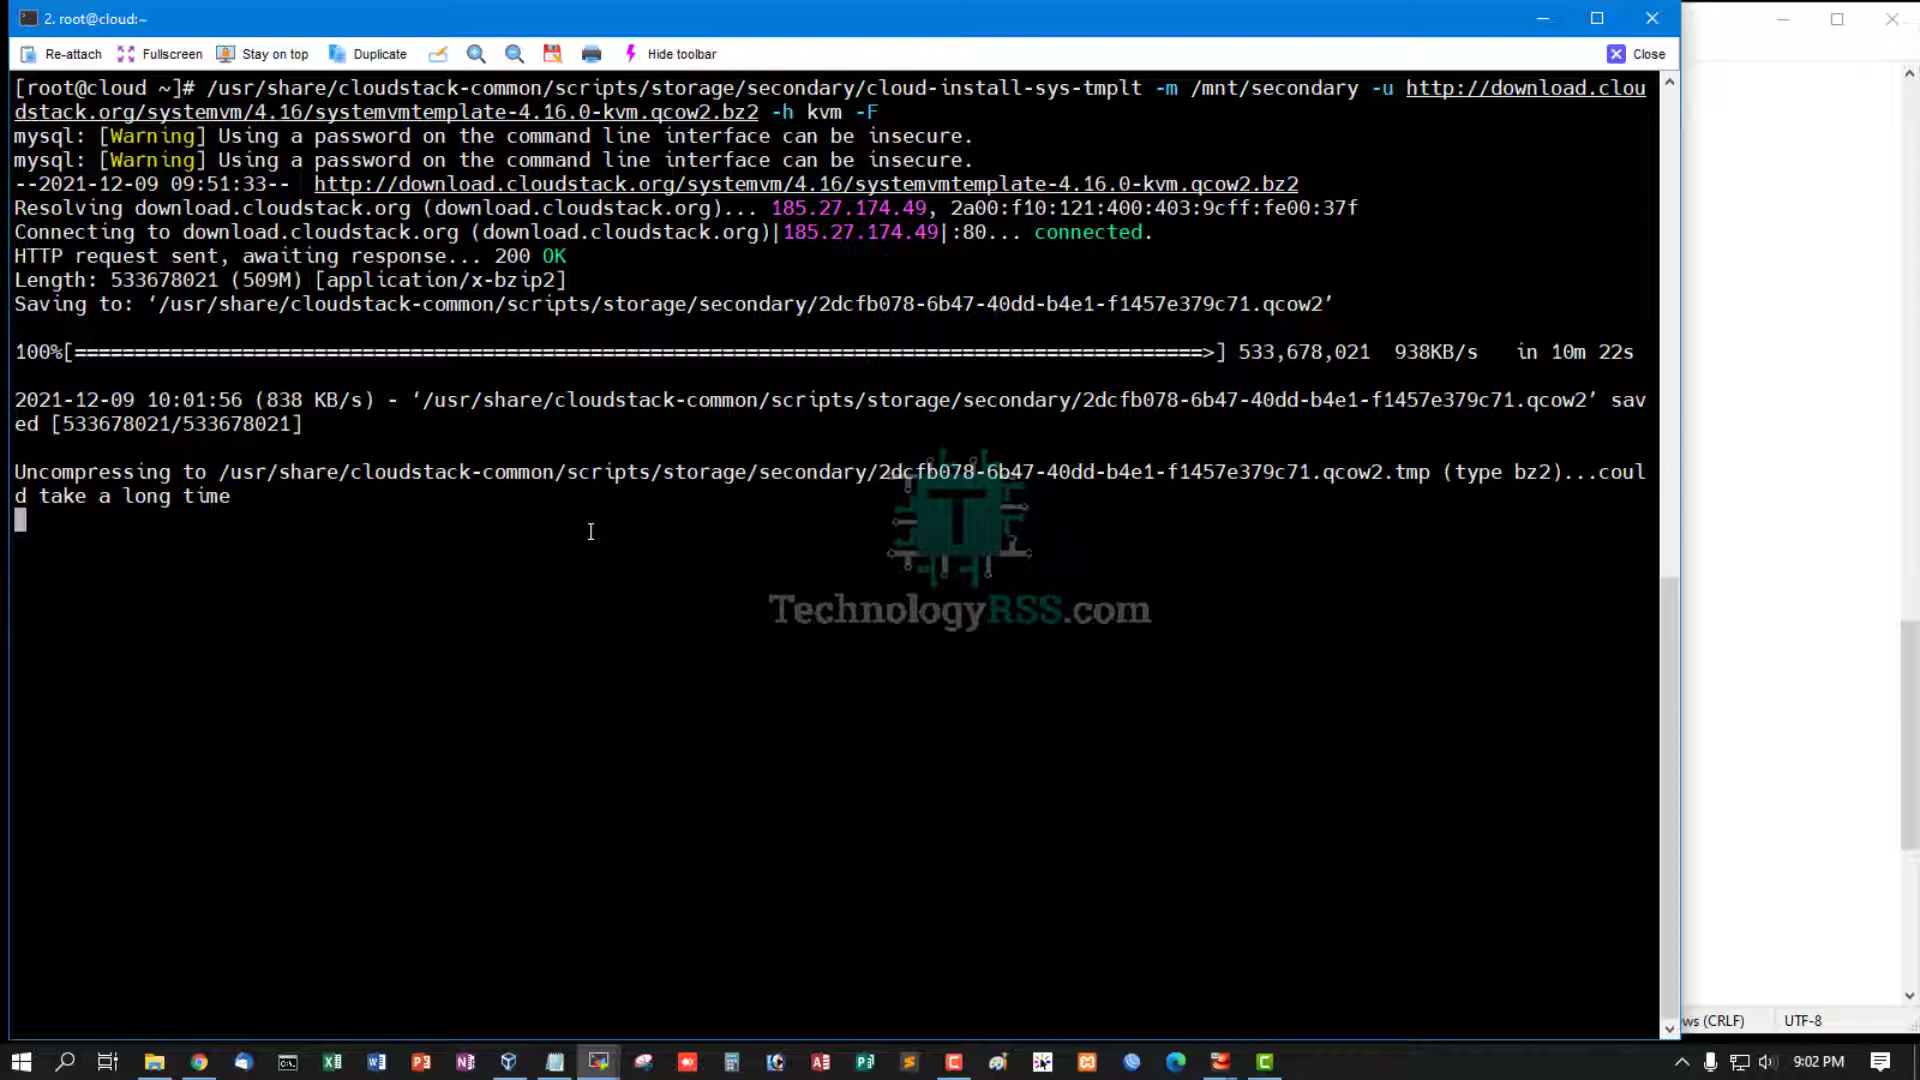 2. root@cloud:~
Re-attach Fullscreen Stay on top Duplicate Hide toolbar Close
[root@cloud ~]# /usr/share/cloudstack-common/scripts/storage/secondary/cloud-install-sys-tmplt -m /mnt/secondary -u http://download.clou
dstack.org/systemvm/4.16/systemvmtemplate-4.16.0-kvm.qcow2.bz2 -h kvm -F
mysql: [Warning] Using a password on the command line interface can be insecure.
mysql: [Warning] Using a password on the command line interface can be insecure.
--2021-12-09 09:51:33-- http://download.cloudstack.org/systemvm/4.16/systemvmtemplate-4.16.0-kvm.qcow2.bz2
Resolving download.cloudstack.org (download.cloudstack.org)... 185.27.174.49, 2a00:f10:121:400:403:9cff:fe00:37f
Connecting to download.cloudstack.org (download.cloudstack.org)|185.27.174.49|:80... connected.
HTTP request sent, awaiting response... 200 OK
Length: 533678021 (509M) [application/x-bzip2]
Saving to: ‘/usr/share/cloudstack-common/scripts/storage/secondary/2dcfb078-6b47-40dd-b4e1-f1457e379c71.qcow2’
100%[==============================================================================================>] 533,678,021 938KB/s in 10m 22s
2021-12-09 10:01:56 (838 KB/s) - ‘/usr/share/cloudstack-common/scripts/storage/secondary/2dcfb078-6b47-40dd-b4e1-f1457e379c71.qcow2’ sav
ed [533678021/533678021]
Uncompressing to /usr/share/cloudstack-common/scripts/storage/secondary/2dcfb078-6b47-40dd-b4e1-f1457e379c71.qcow2.tmp (type bz2)...coul
d take a long time
TechnologyRSS.com
ws (CRLF) UTF-8
9:02 PM